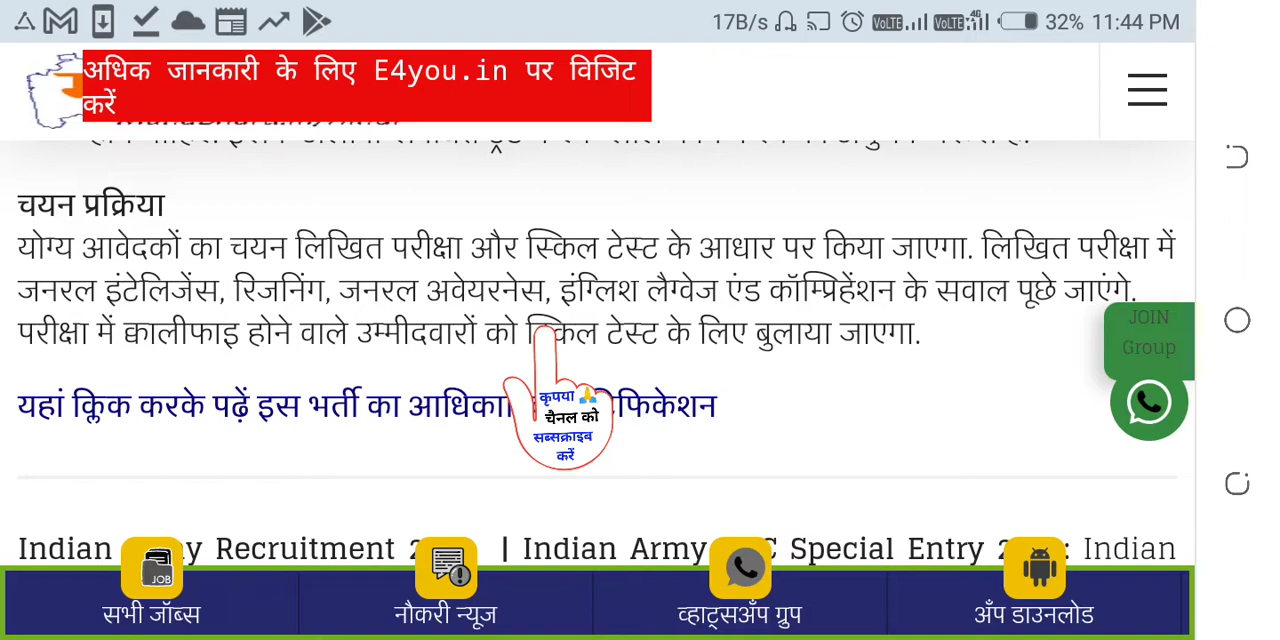 17B/s VoLTE VoLTE 4G 32% 11:44 PM
अधिक जानकारी के लिए E4you.in पर विजिट
करें
चयन प्रक्रिया
योग्य आवेदकों का चयन लिखित परीक्षा और स्किल टेस्ट के आधार पर किया जाएगा. लिखित परीक्षा में
जनरल इंटेलिजेंस, रिजनिंग, जनरल अवेयरनेस, इंग्लिश लैंग्वेज एंड कॉम्प्रिहेंशन के सवाल पूछे जाएंगे.
परीक्षा में क्वालीफाइ होने वाले उम्मीदवारों को स्किल टेस्ट के लिए बुलाया जाएगा.
JOIN
Group
यहां क्लिक करके पढ़ें इस भर्ती का
कृपया 🙏
चैनल को
सब्सक्राइब
करें
Indian Recruitment | Indian Army Special Entry : Indian
JOB
सभी जॉब्स नौकरी न्यूज व्हाट्सअँप ग्रुप अँप डाउनलोड